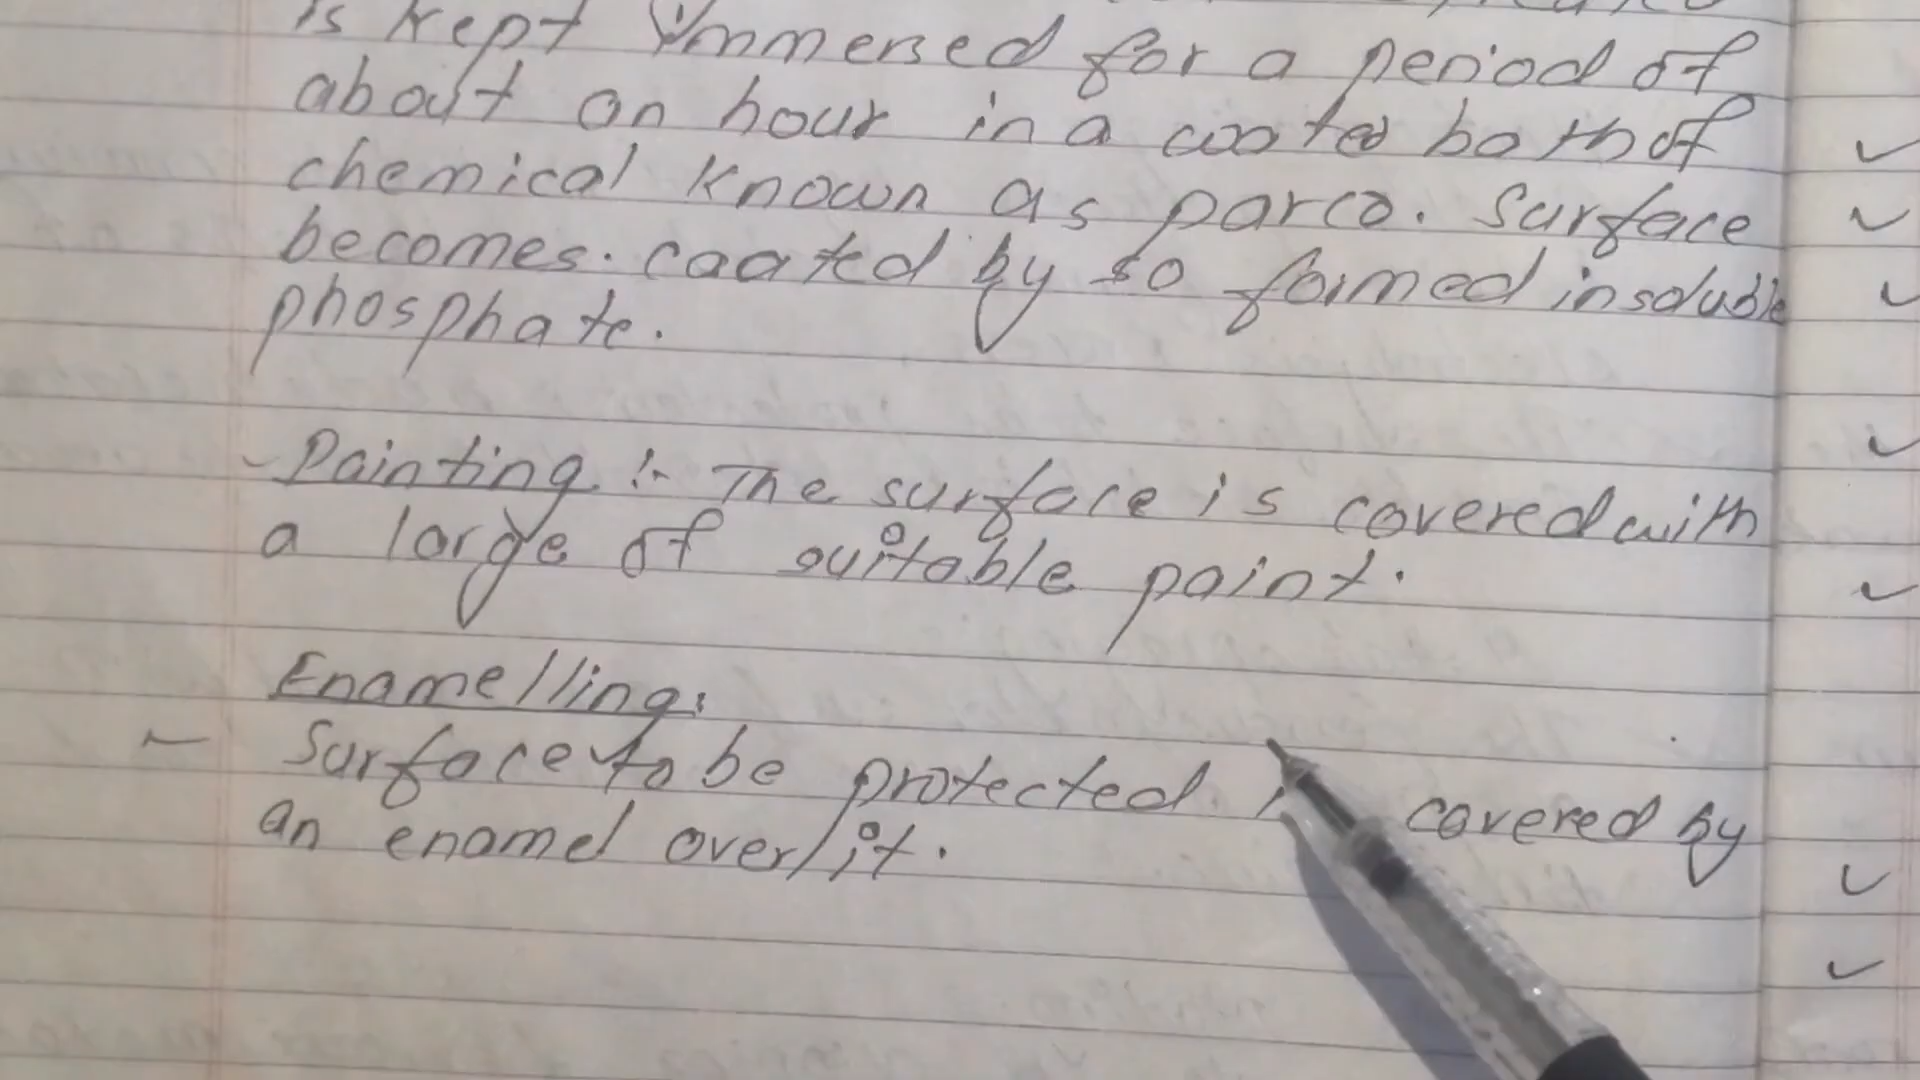 is kept immersed for a period of
about an hour in a coated bath of
chemical known as parco. Surface
becomes. coated by so formed insoluble
phosphate.
- Painting :- The surface is covered with
a large of suitable paint.
Enamelling:
- Surface to be protected covered by
an enamel over it.